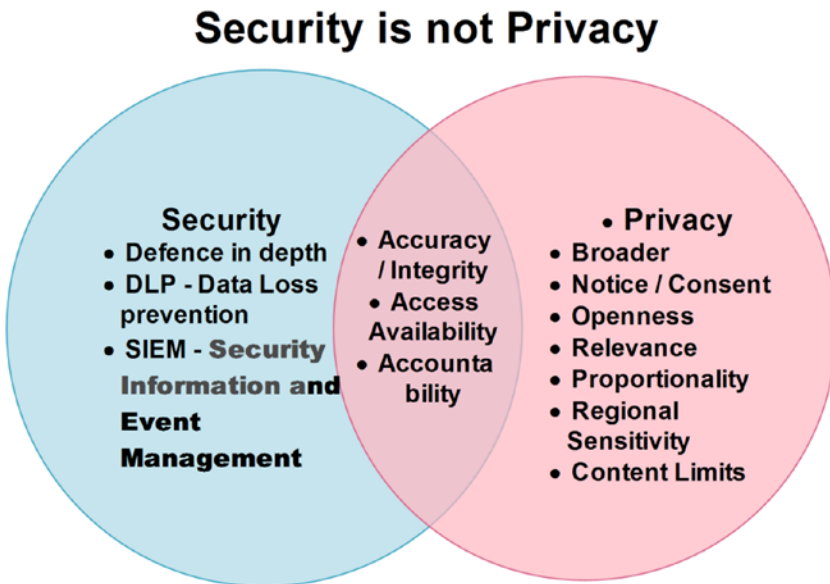 Security is not Privacy
Security
• Defence in depth
• DLP - Data Loss
prevention
• SIEM - Security
Information and
Event
Management
• Accuracy
/ Integrity
• Access
Availability
• Accounta
bility
• Privacy
• Broader
• Notice / Consent
• Openness
• Relevance
• Proportionality
• Regional
Sensitivity
• Content Limits